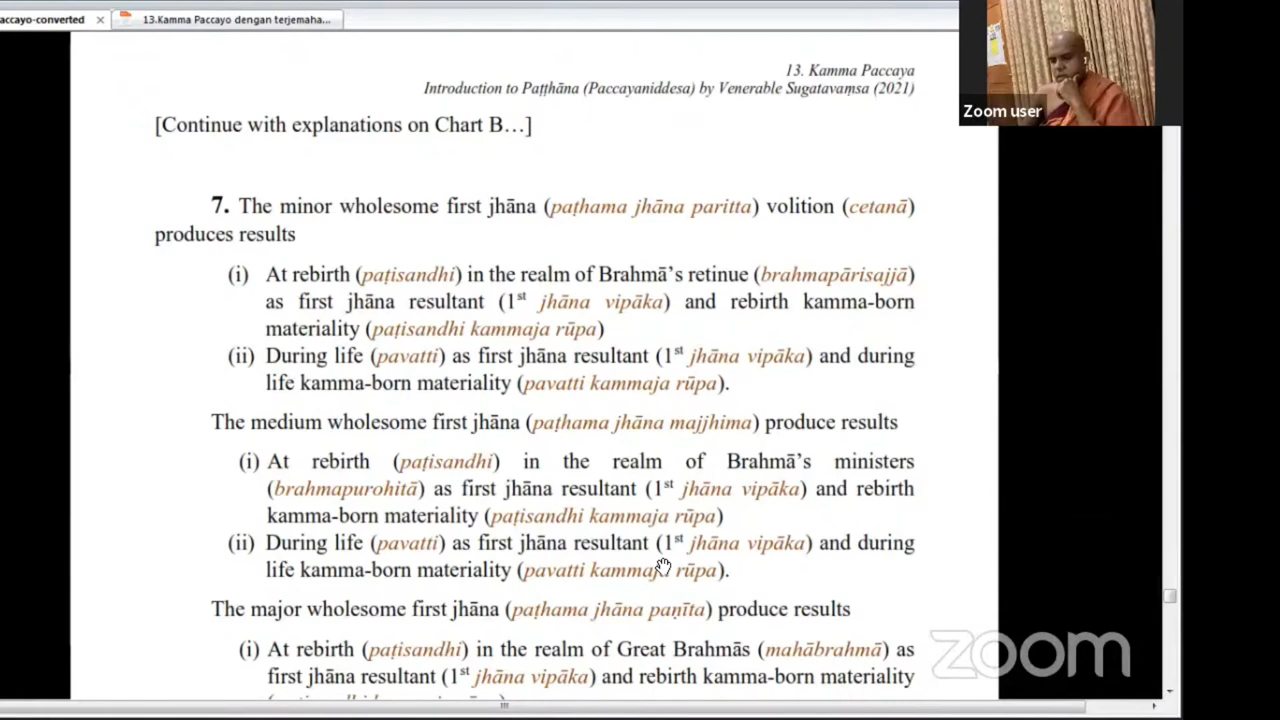 accayo-converted
13.Kamma Paccayo dengan terjemaha...
13. Kamma Paccaya
Introduction to Paṭṭhāna (Paccayaniddesa) by Venerable Sugatavaṃsa (2021)
Zoom user
[Continue with explanations on Chart B…]
7. The minor wholesome first jhāna (paṭhama jhāna paritta) volition (cetanā)
produces results
(i) At rebirth (paṭisandhi) in the realm of Brahmā’s retinue (brahmapārisajjā)
as first jhāna resultant (1st jhāna vipāka) and rebirth kamma-born
materiality (paṭisandhi kammaja rūpa)
(ii) During life (pavatti) as first jhāna resultant (1st jhāna vipāka) and during
life kamma-born materiality (pavatti kammaja rūpa).
The medium wholesome first jhāna (paṭhama jhāna majjhima) produce results
(i) At rebirth (paṭisandhi) in the realm of Brahmā’s ministers
(brahmapurohitā) as first jhāna resultant (1st jhāna vipāka) and rebirth
kamma-born materiality (paṭisandhi kammaja rūpa)
(ii) During life (pavatti) as first jhāna resultant (1st jhāna vipāka) and during
life kamma-born materiality (pavatti kammaja rūpa).
The major wholesome first jhāna (paṭhama jhāna paṇīta) produce results
(i) At rebirth (paṭisandhi) in the realm of Great Brahmās (mahābrahmā) as
first jhāna resultant (1st jhāna vipāka) and rebirth kamma-born materiality
zoom